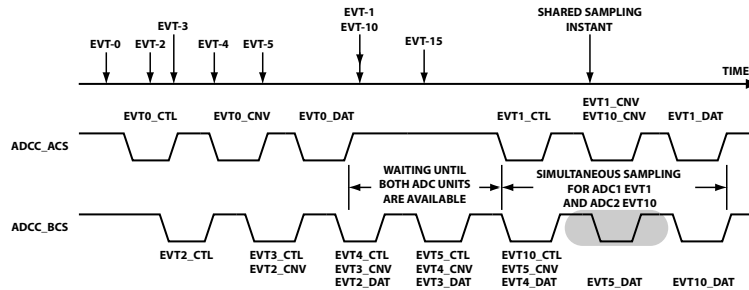 EVT-1
EVT-10
SHARED SAMPLING
INSTANT
EVT-3
EVT-0
EVT-2
EVT-4
EVT-5
EVT-15
TIME
EVT0_CTL
EVT0_CNV
EVT0_DAT
EVT1_CTL
EVT1_CNV
EVT10_CNV
EVT1_DAT
ADCC_ACS
WAITING UNTIL
BOTH ADC UNITS
ARE AVAILABLE
SIMULTANEOUS SAMPLING
FOR ADC1 EVT1
AND ADC2 EVT10
ADCC_BCS
EVT2_CTL
EVT3_CTL
EVT2_CNV
EVT4_CTL
EVT3_CNV
EVT2_DAT
EVT5_CTL
EVT4_CNV
EVT3_DAT
EVT10_CTL
EVT5_CNV
EVT4_DAT
EVT5_DAT
EVT10_DAT